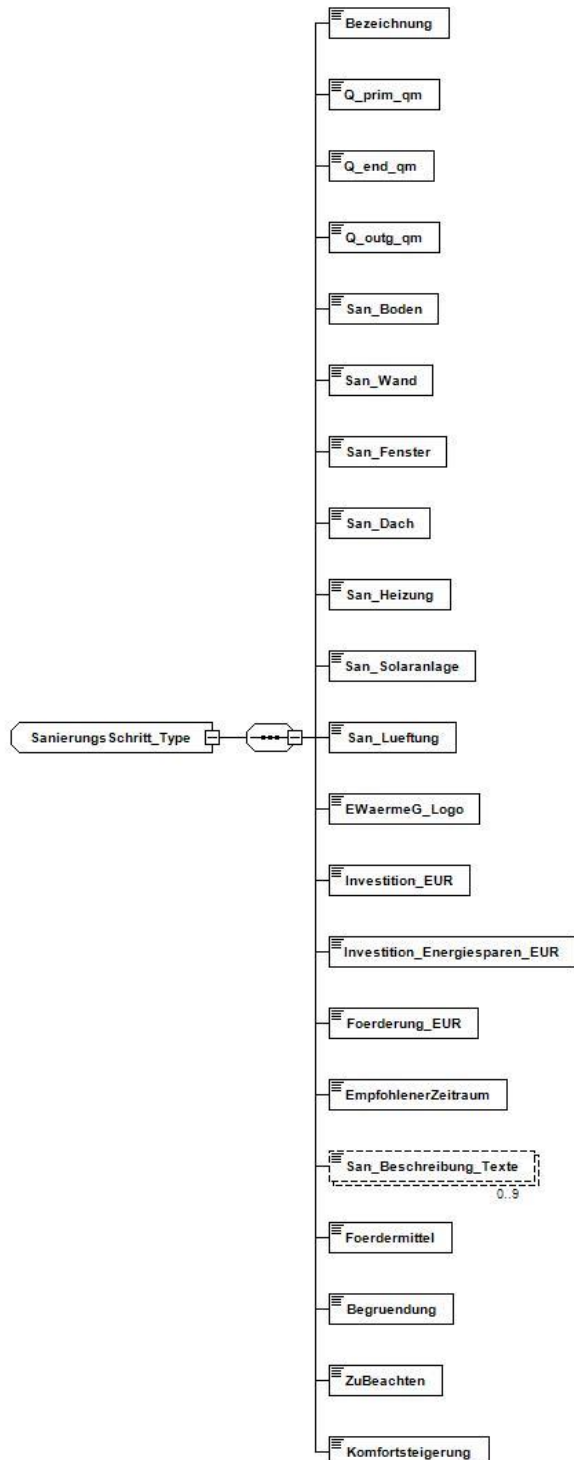 Bezeichnung
Q_prim_qm
Q_end_qm
Q_outg_qm
San_Boden
San_Wand
San_Fenster
San_Dach
San_Heizung
San_Solaranlage
SanierungsSchritt_Type
San_Lueftung
EWaermeG_Logo
Investition_EUR
Investition_Energiesparen_EUR
Foerderung_EUR
EmpfohlenerZeitraum
San_Beschreibung_Texte
0..9
Foerdermittel
Begruendung
ZuBeachten
Komfortsteigerung